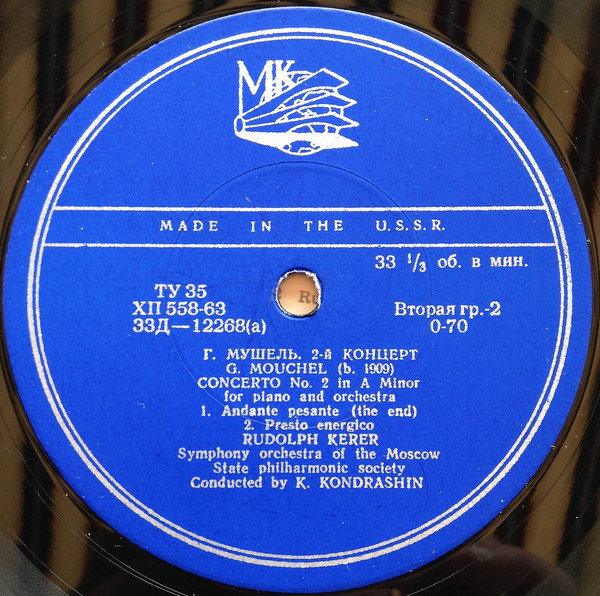 МК
MADE IN THE U.S.S.R.
33 1/3 об. в мин.
ТУ 35
ХП 558-63
33Д—12268(а)
Вторая гр.-2
0-70
Г. МУШЕЛЬ. 2-й КОНЦЕРТ
G. MOUCHEL (b. 1909)
CONCERTO No. 2 in A Minor
for piano and orchestra
1. Andante pesante (the end)
2. Presto energico
RUDOLPH KERER
Symphony orchestra of the Moscow
State philharmonic society
Conducted by K. KONDRASHIN